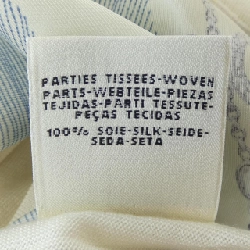 PARTIES TISSEES-WOVEN
PARTS-WEBTEILE-PIEZAS
TEJIDAS-PARTI TESSUTE-
PEÇAS TECIDAS
100% SOIE-SILK-SEIDE-
SEDA-SETA